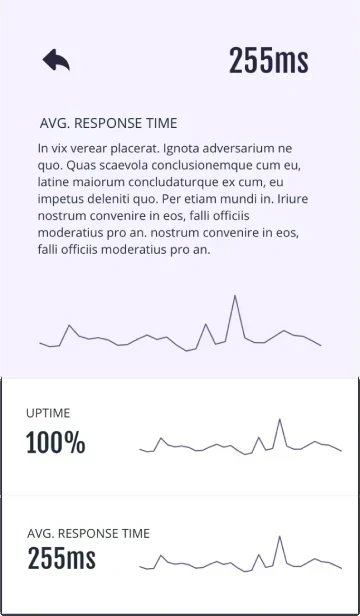 255ms
AVG. RESPONSE TIME
In vix verear placerat. Ignota adversarium ne
quo. Quas scaevola conclusionemque cum eu,
latine maiorum concludaturque ex cum, eu
impetus deleniti quo. Per etiam mundi in. Iriure
nostrum convenire in eos, falli officiis
moderatius pro an. nostrum convenire in eos,
falli officiis moderatius pro an.
UPTIME
100%
AVG. RESPONSE TIME
255ms